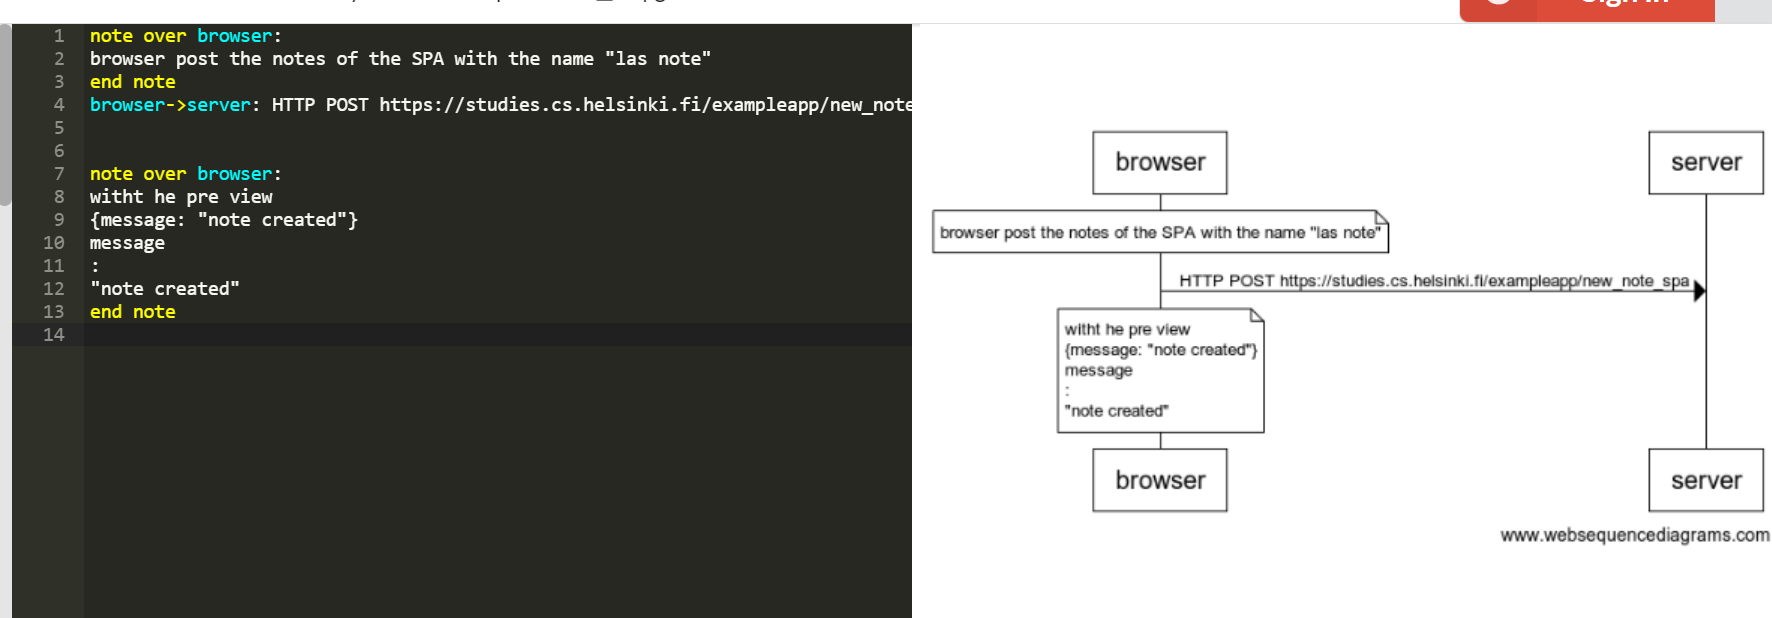 1 note over browser:
2 browser post the notes of the SPA with the name "las note"
3 end note
4 browser->server: HTTP POST https://studies.cs.helsinki.fi/exampleapp/new_note
5
6
7 note over browser:
8 witht he pre view
9 {message: "note created"}
10 message
11 :
12 "note created"
13 end note
14
browser
server
browser post the notes of the SPA with the name "las note"
HTTP POST https://studies.cs.helsinki.fi/exampleapp/new_note_spa
witht he pre view
{message: "note created"}
message
:
"note created"
browser
server
www.websequencediagrams.com